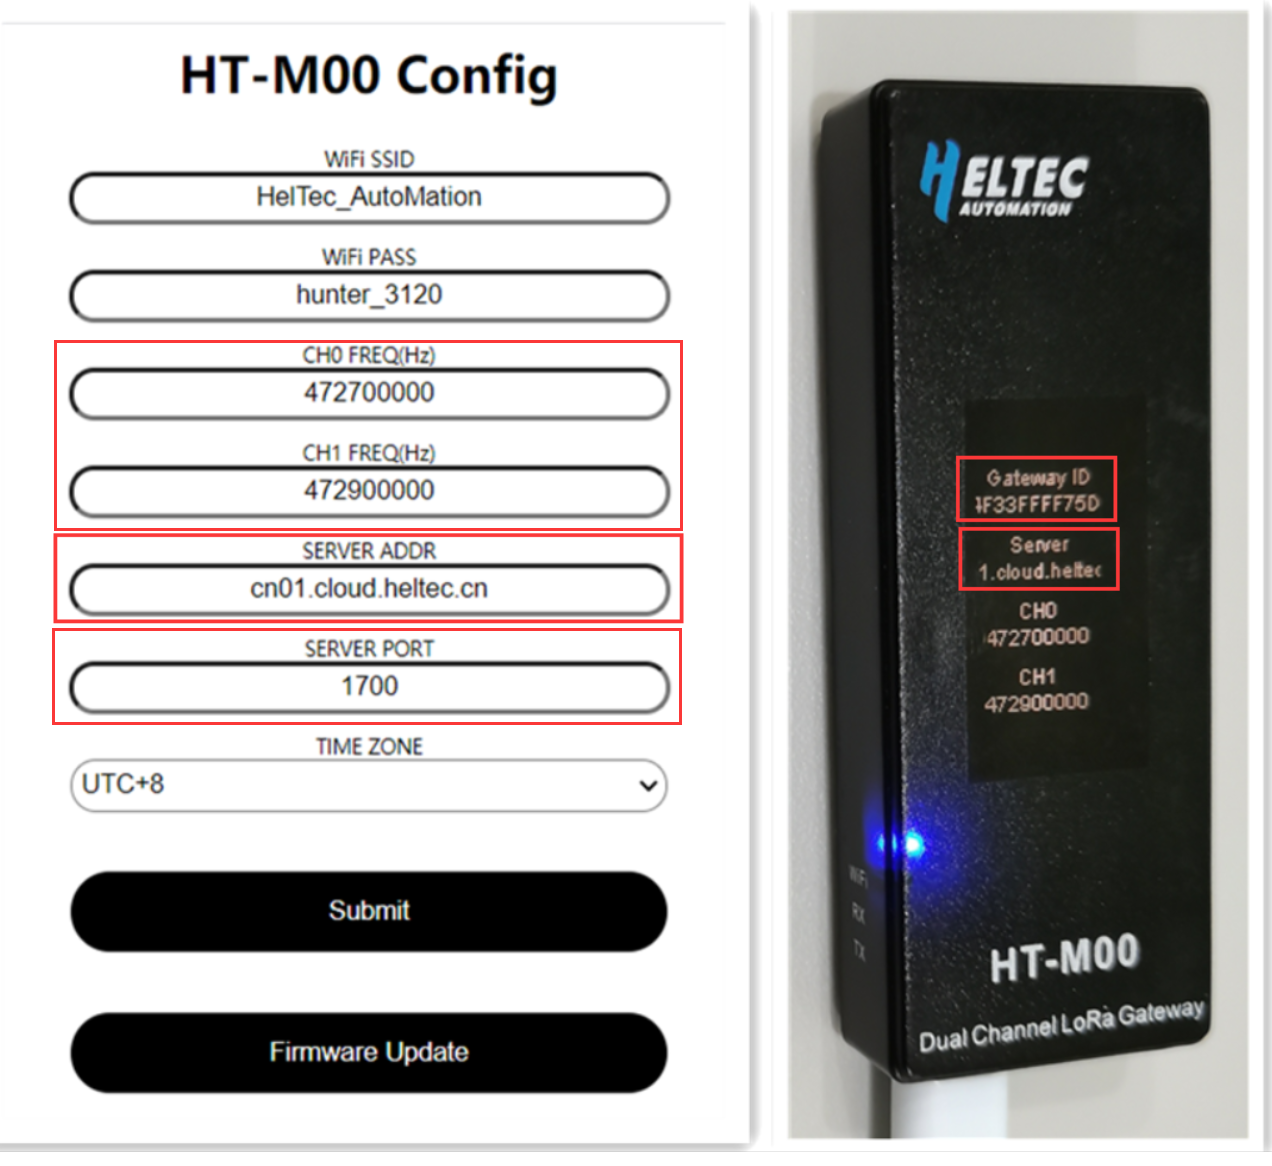 HT-M00 Config
WiFi SSID
HelTec_AutoMation
WiFi PASS
hunter_3120
CH0 FREQ(Hz)
472700000
CH1 FREQ(Hz)
472900000
SERVER ADDR
cn01.cloud.heltec.cn
SERVER PORT
1700
TIME ZONE
UTC+8
Submit
Firmware Update
HELTEC
AUTOMATION
Gateway ID
4F33FFFF75D
Server
1.cloud.heltec
CH0
472700000
CH1
472900000
WiFi
RX
TX
HT-M00
Dual Channel LoRa Gateway